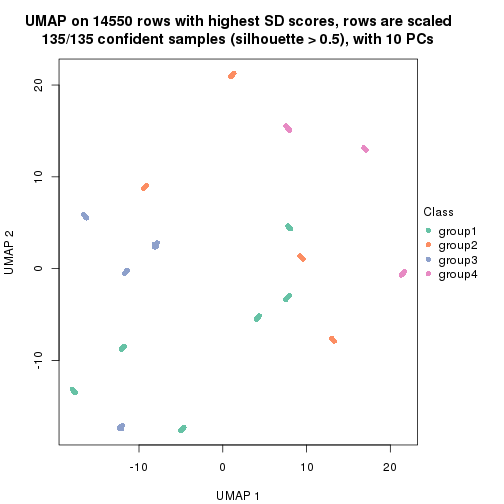 UMAP on 14550 rows with highest SD scores, rows are scaled
135/135 confident samples (silhouette > 0.5), with 10 PCs
20
10
0
-10
UMAP 2
-10 0 10 20
UMAP 1
Class
group1
group2
group3
group4